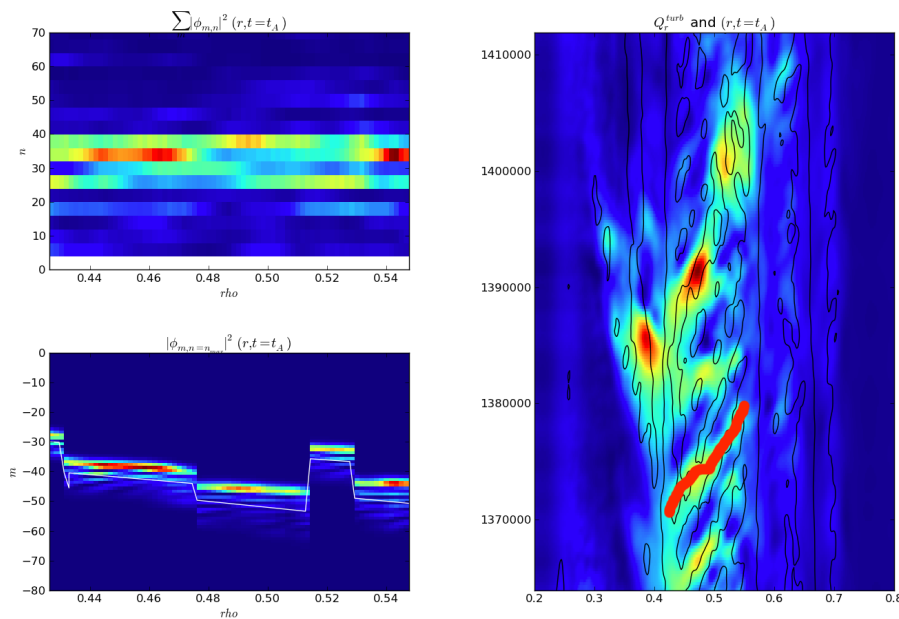 ∑|ϕm,n|² (r,t=tA)
70
60
50
40
30
20
10
0
n
0.44 0.46 0.48 0.50 0.52 0.54
rho
|ϕm,n=nmax|² (r,t=tA)
0
−10
−20
−30
−40
−50
−60
−70
−80
m
0.44 0.46 0.48 0.50 0.52 0.54
rho
Qr^turb and (r,t=tA)
1410000
1400000
1390000
1380000
1370000
0.2 0.3 0.4 0.5 0.6 0.7 0.8